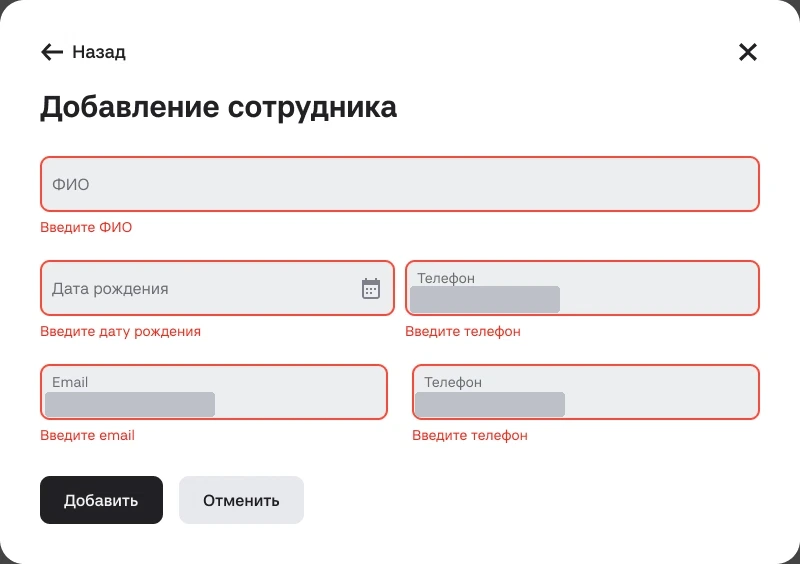 Назад
Добавление сотрудника
ФИО
Введите ФИО
Дата рождения
Телефон
Введите дату рождения
Введите телефон
Email
Телефон
Введите email
Введите телефон
Добавить
Отменить